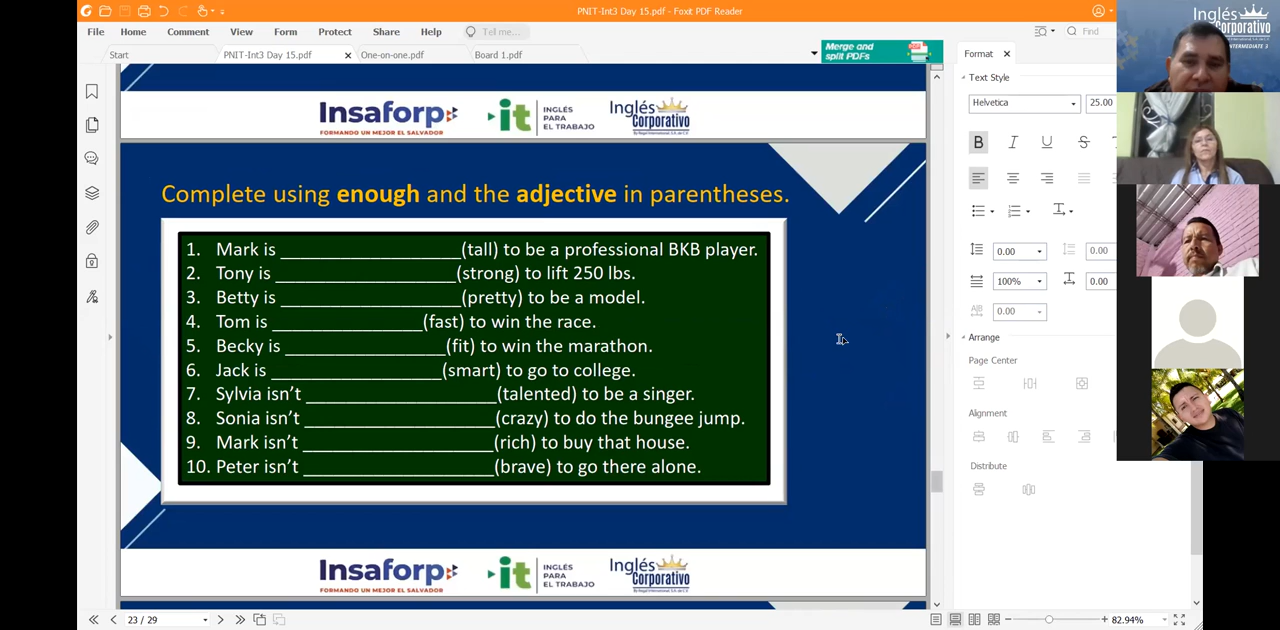 PNIT-Int3 Day 15.pdf - Foxit PDF Reader
File Home Comment View Form Protect Share Help Tell me... Find
Start PNIT-Int3 Day 15.pdf One-on-one.pdf Board 1.pdf
Merge and split PDFs
Format
Text Style
Helvetica 25.00
B I U S
0.00 0.00
100% 0.00
0.00
Arrange
Page Center
Alignment
Distribute
Inglés Corporativo
INTERMEDIATE 3
Insaforp
FORMANDO UN MEJOR EL SALVADOR
it INGLÉS PARA EL TRABAJO
Inglés Corporativo
Complete using enough and the adjective in parentheses.
1. Mark is ___________________(tall) to be a professional BKB player.
2. Tony is ___________________(strong) to lift 250 lbs.
3. Betty is ___________________(pretty) to be a model.
4. Tom is ________________(fast) to win the race.
5. Becky is _________________(fit) to win the marathon.
6. Jack is __________________(smart) to go to college.
7. Sylvia isn't ____________________(talented) to be a singer.
8. Sonia isn't ____________________(crazy) to do the bungee jump.
9. Mark isn't ____________________(rich) to buy that house.
10. Peter isn't ____________________(brave) to go there alone.
Insaforp
FORMANDO UN MEJOR EL SALVADOR
it INGLÉS PARA EL TRABAJO
Inglés Corporativo
23 / 29
82.94%